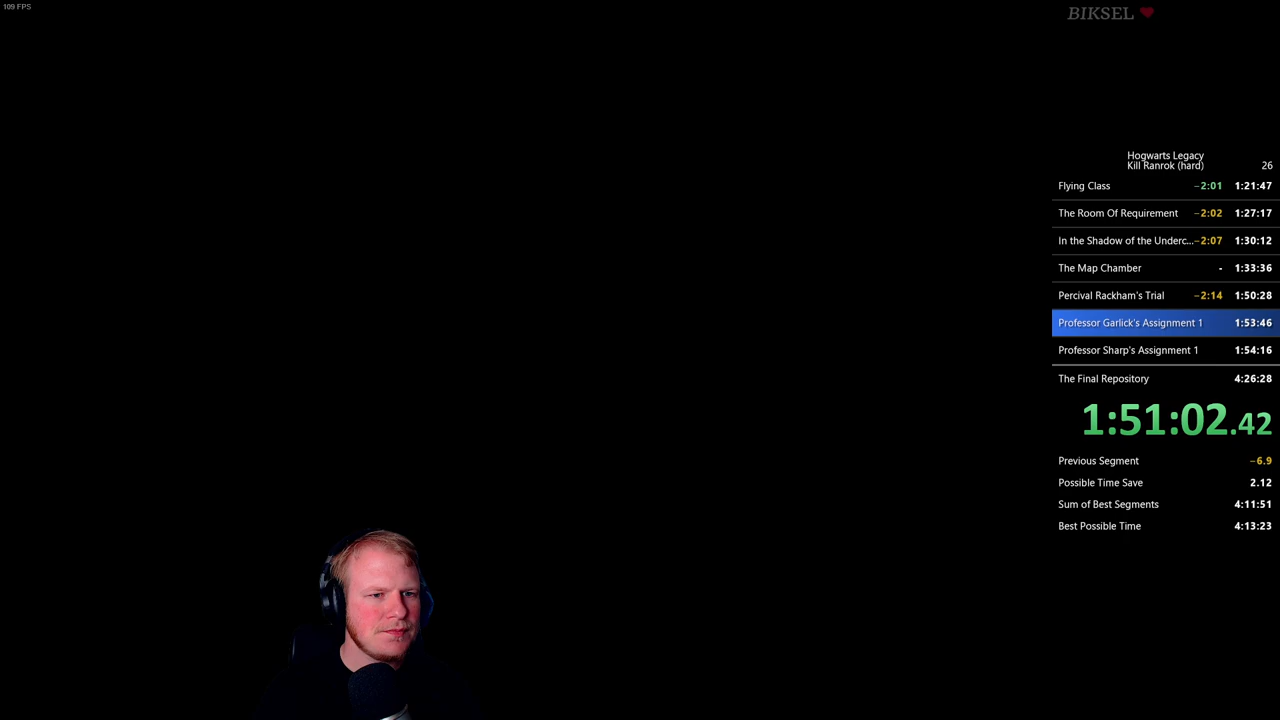 109 FPS
BIKSEL
Hogwarts Legacy
Kill Ranrok (hard) 26
Flying Class −2:01 1:21:47
The Room Of Requirement −2:02 1:27:17
In the Shadow of the Underc... −2:07 1:30:12
The Map Chamber - 1:33:36
Percival Rackham's Trial −2:14 1:50:28
Professor Garlick's Assignment 1 1:53:46
Professor Sharp's Assignment 1 1:54:16
The Final Repository 4:26:28
1:51:02.42
Previous Segment −6.9
Possible Time Save 2.12
Sum of Best Segments 4:11:51
Best Possible Time 4:13:23